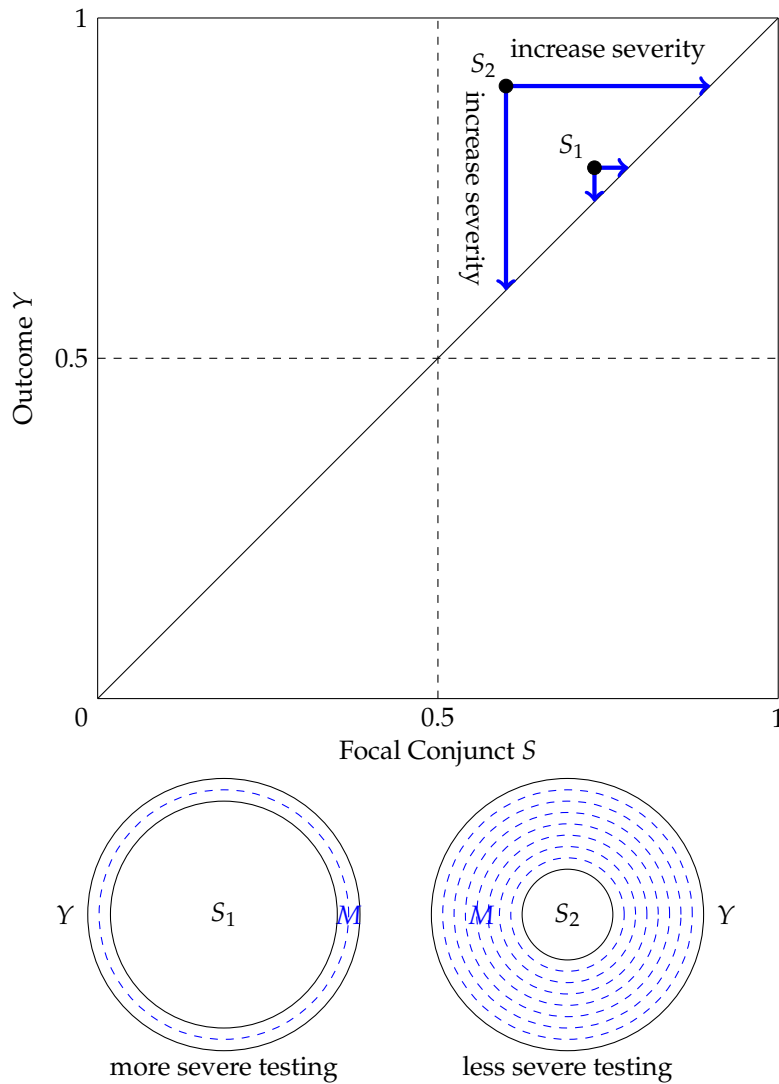 1
increase severity
S2
increase severity
S1
Outcome Y
0.5
0
0.5
1
Focal Conjunct S
Y
S1
M
M
S2
Y
more severe testing
less severe testing